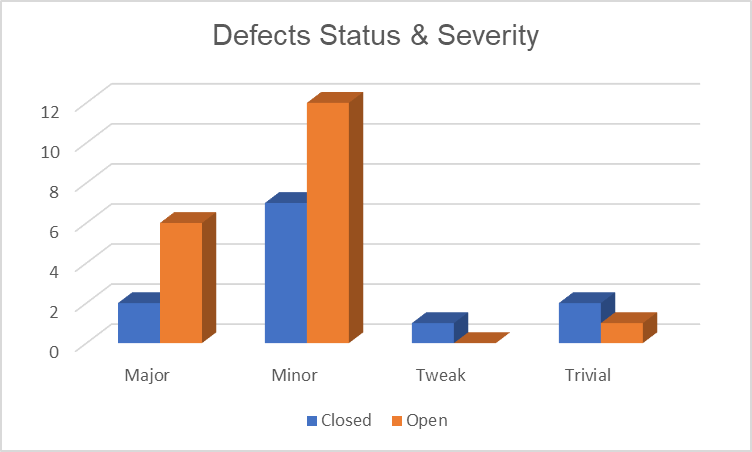 Defects Status & Severity
12
10
8
6
4
2
0
Major Minor Tweak Trivial
Closed Open